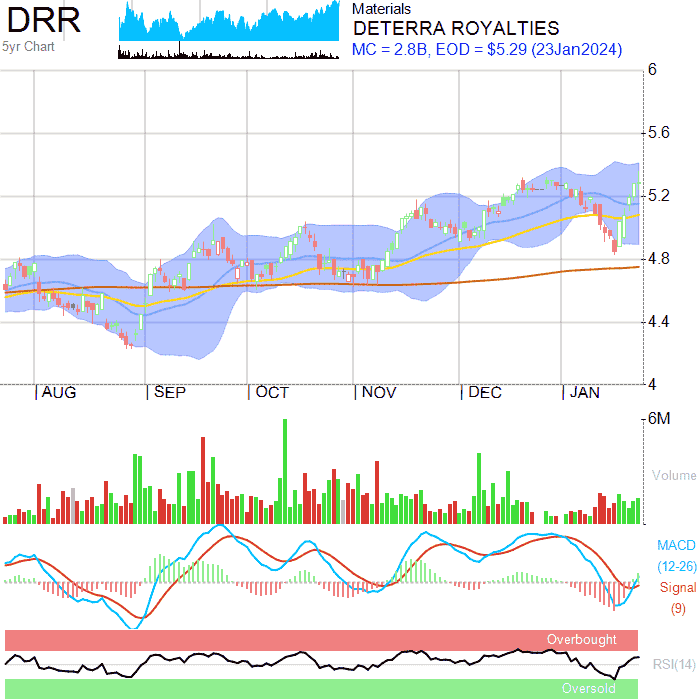 DRR
5yr Chart
Materials
DETERRA ROYALTIES
MC = 2.8B, EOD = $5.29 (23Jan2024)
6
5.6
5.2
4.8
4.4
4
AUG SEP OCT NOV DEC JAN
6M
Volume
MACD
(12-26)
Signal
(9)
Overbought
RSI(14)
Oversold